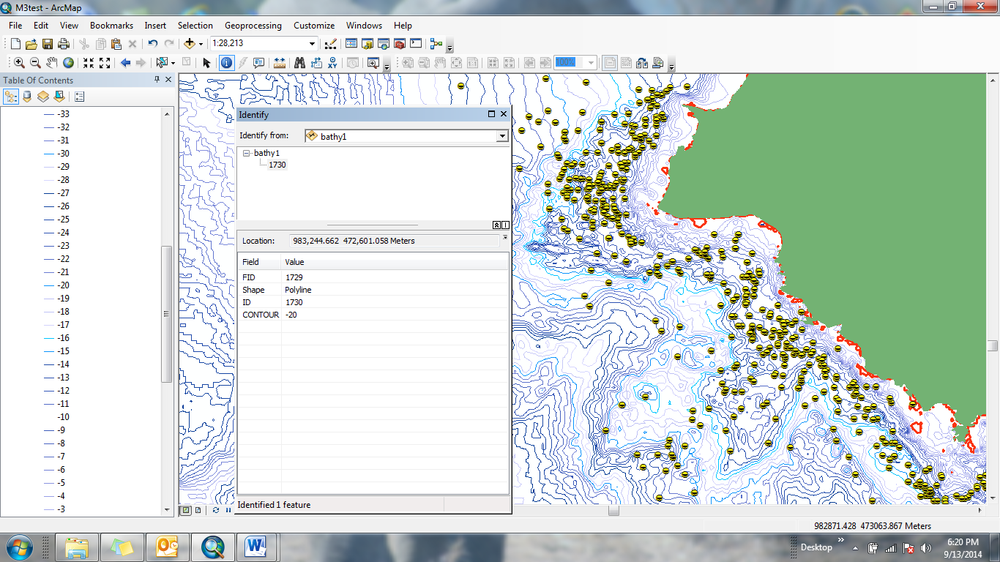 M3test - ArcMap
File Edit View Bookmarks Insert Selection Geoprocessing Customize Windows Help
1:28,213
100%
Table Of Contents
-33
-32
-31
-30
-29
-28
-27
-26
-25
-24
-23
-22
-21
-20
-19
-18
-17
-16
-15
-14
-13
-12
-11
-10
-9
-8
-7
-6
-5
-4
-3
Identify
Identify from: bathy1
bathy1
1730
Location: 983,244.662 472,601.058 Meters
Field Value
FID 1729
Shape Polyline
ID 1730
CONTOUR -20
Identified 1 feature
982871.428 473063.867 Meters
Desktop
6:20 PM
9/13/2014